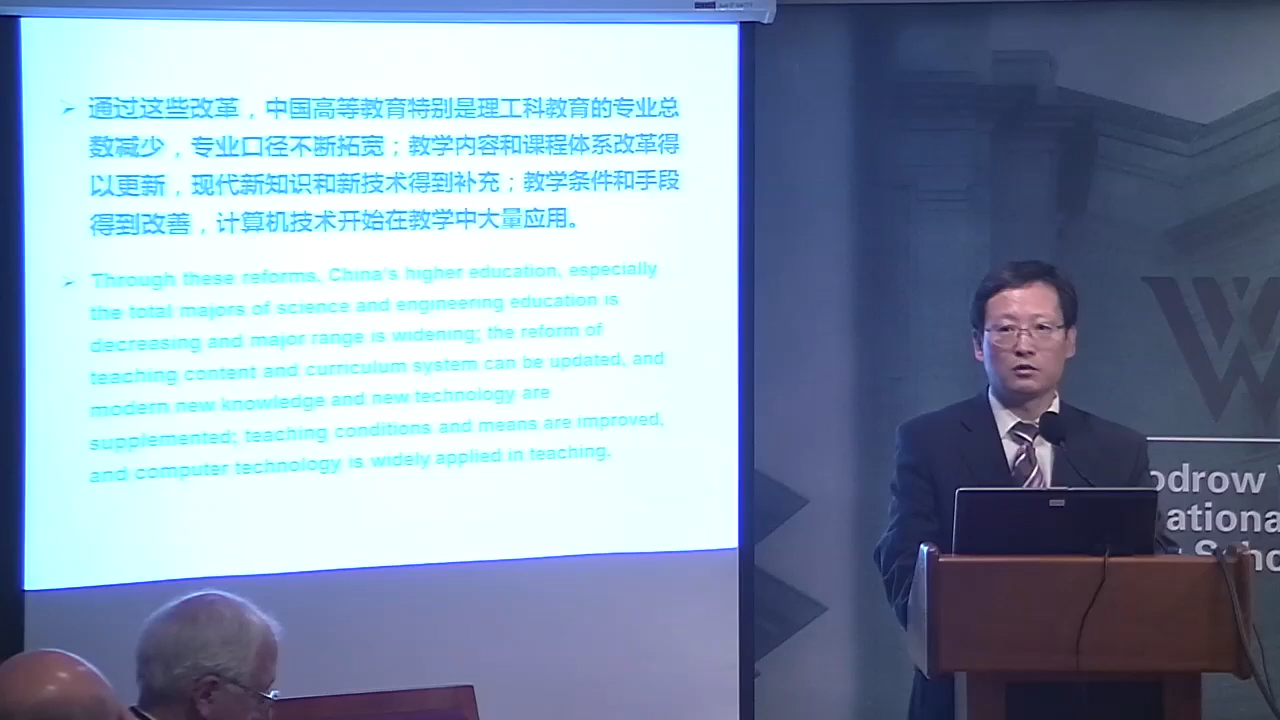 通过这些改革，中国高等教育特别是理工科教育的专业总
数减少，专业口径不断拓宽；教学内容和课程体系改革得
以更新，现代新知识和新技术得到补充；教学条件和手段
得到改善，计算机技术开始在教学中大量应用。
Through these reforms, China's higher education, especially
the total majors of science and engineering education is
decreasing and major range is widening; the reform of
teaching content and curriculum system can be updated, and
modern new knowledge and new technology are
supplemented; teaching conditions and means are improved,
and computer technology is widely applied in teaching.
W
odrow
ationa
Scho